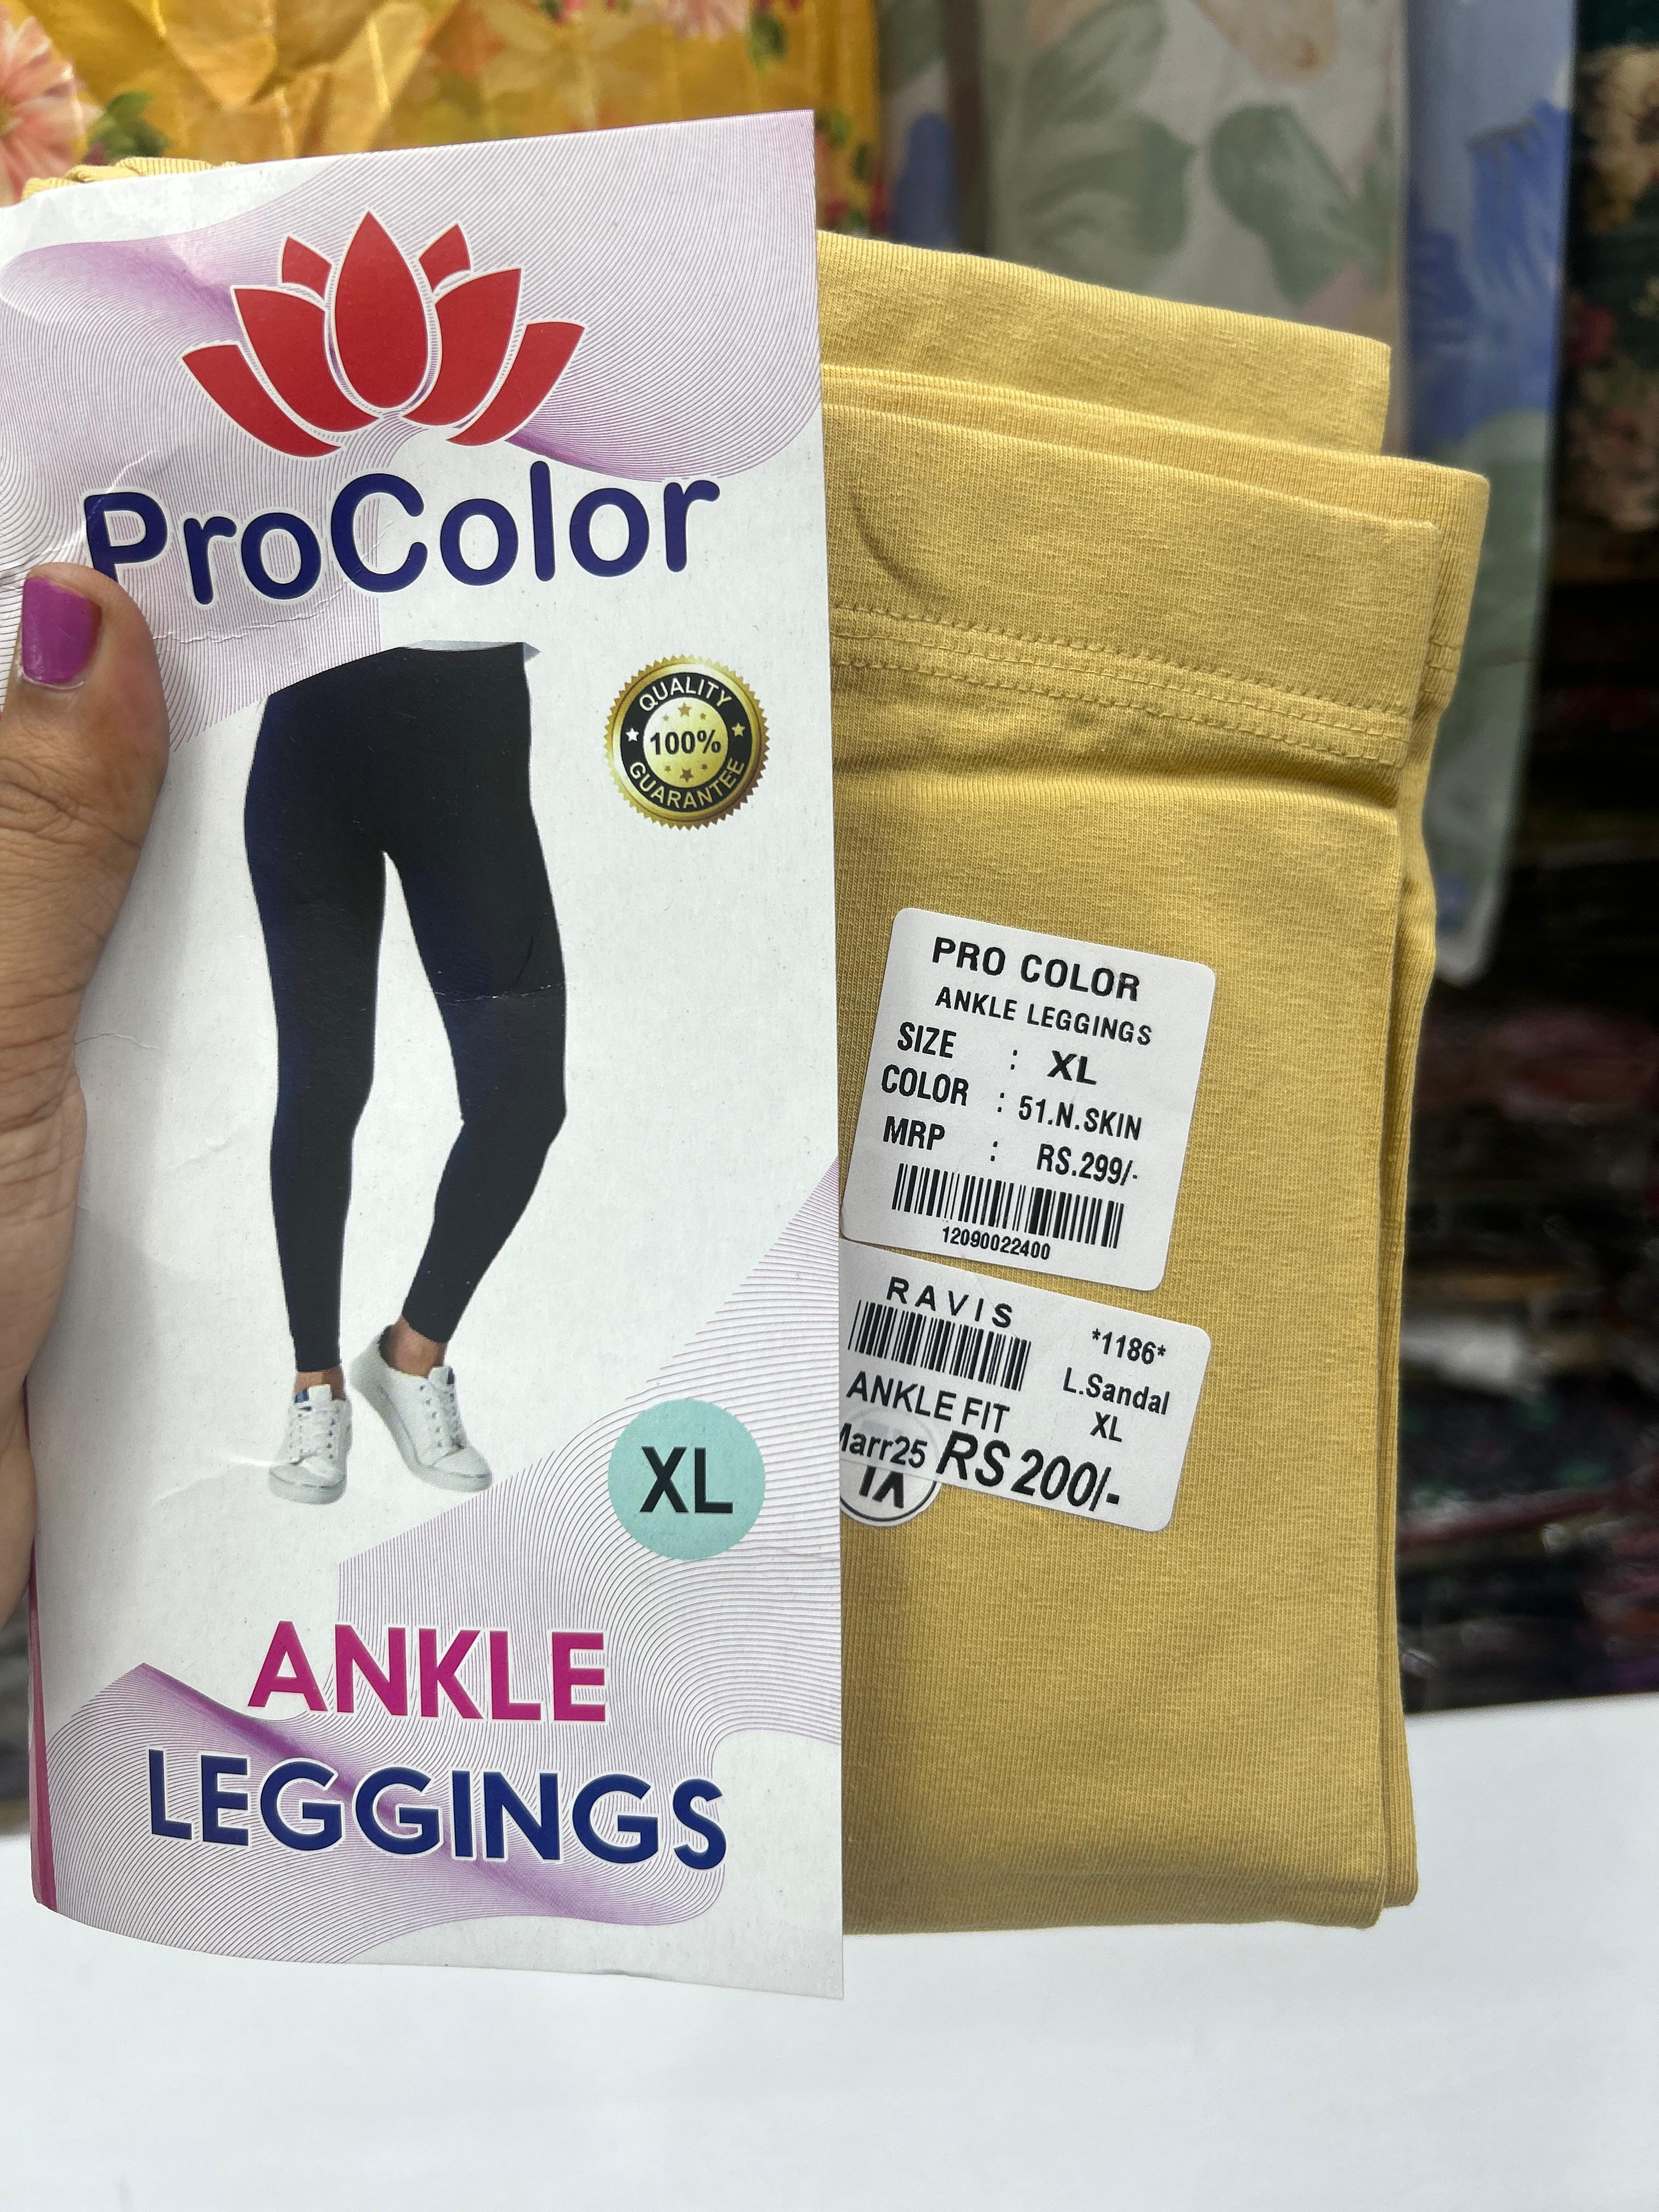 ProColor
QUALITY
100%
GUARANTEE
XL
ANKLE
LEGGINGS
PRO COLOR
ANKLE LEGGINGS
SIZE : XL
COLOR : 51.N.SKIN
MRP : RS.299/-
12090022400
RAVIS
*1186*
L.Sandal
ANKLE FIT XL
Marr25 RS 200/-